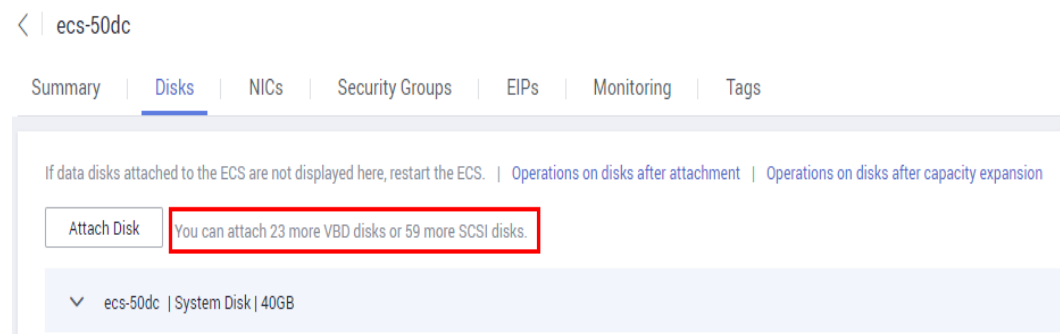 ecs-50dc
Summary | Disks | NICs | Security Groups | EIPs | Monitoring | Tags
If data disks attached to the ECS are not displayed here, restart the ECS. | Operations on disks after attachment | Operations on disks after capacity expansion
Attach Disk You can attach 23 more VBD disks or 59 more SCSI disks.
ecs-50dc | System Disk | 40GB